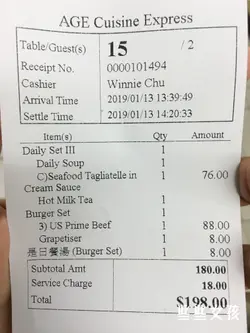 AGE Cuisine Express
Table/Guest(s) 15 / 2
Receipt No. 0000101494
Cashier Winnie Chu
Arrival Time 2019/01/13 13:39:49
Settle Time 2019/01/13 14:20:33
Item(s) Qty Amount
Daily Set III 1
Daily Soup 1
C)Seafood Tagliatelle in 1 76.00
Cream Sauce
Hot Milk Tea 1
Burger Set 1
3) US Prime Beef 1 88.00
Grapetiser 1 8.00
是日餐湯 (Burger Set) 1 8.00
Subtotal Amt 180.00
Service Charge 18.00
Total $198.00